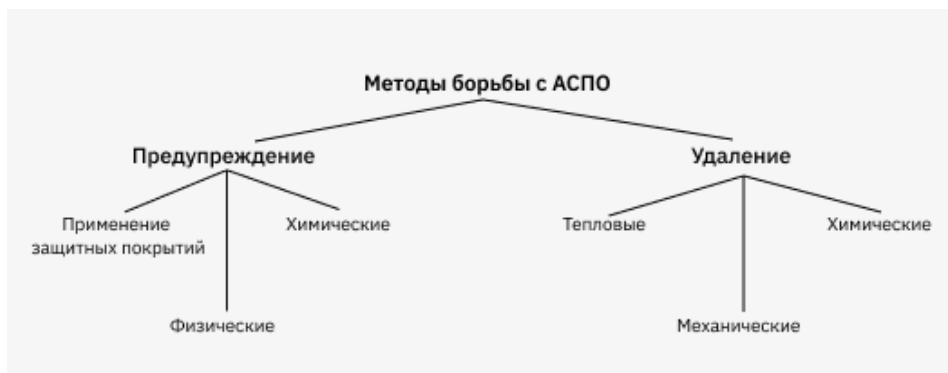 Методы борьбы с АСПО
Предупреждение
Удаление
Применение
защитных покрытий
Химические
Тепловые
Химические
Физические
Механические